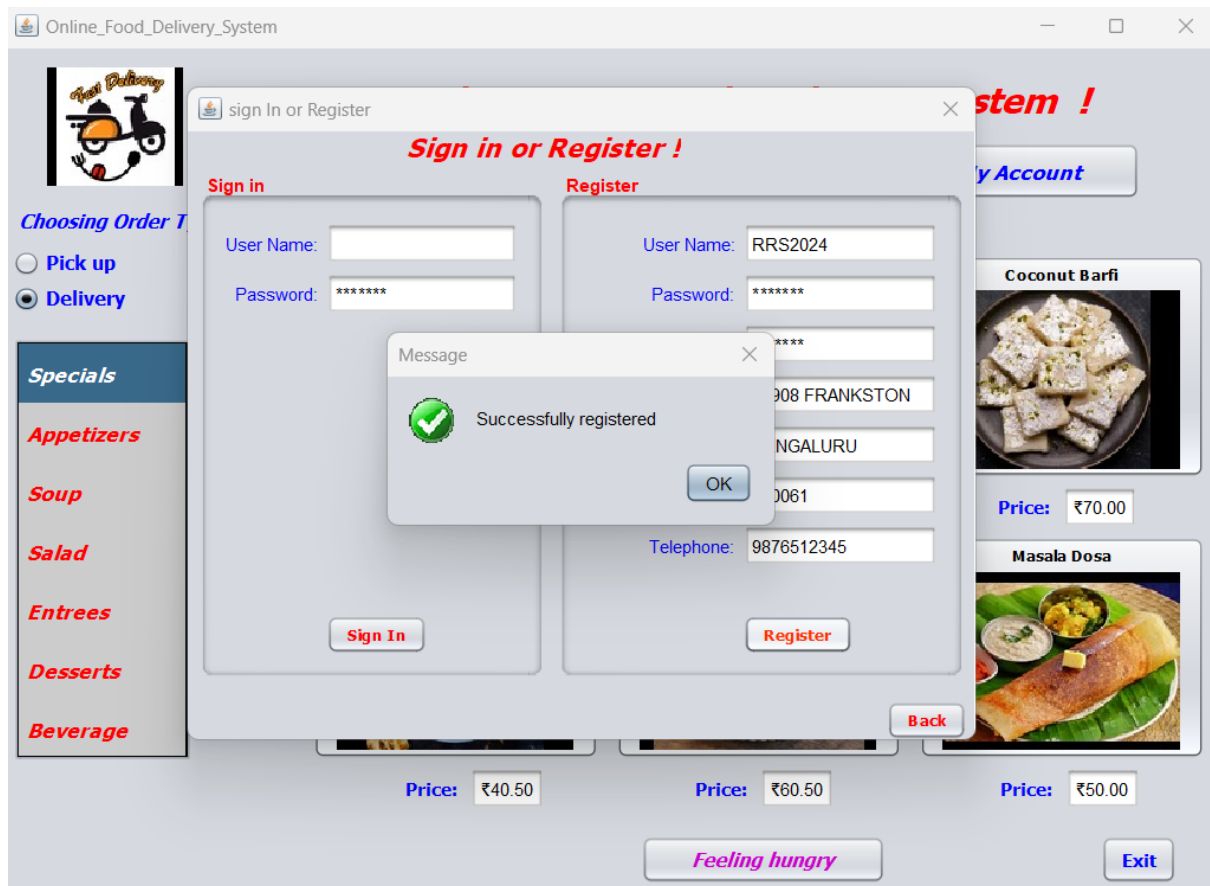 Online_Food_Delivery_System
Fast Delivery
stem !
sign In or Register
Sign in or Register !
My Account
Sign in
Register
Choosing Order
User Name:
User Name: RRS2024
Pick up
Password: *******
Password: *******
Delivery
Coconut Barfi
Message
Successfully registered
OK
908 FRANKSTON
NGALURU
0061
Telephone: 9876512345
Specials
Appetizers
Soup
Salad
Entrees
Desserts
Beverage
Price: ₹70.00
Masala Dosa
Sign In
Register
Back
Price: ₹40.50
Price: ₹60.50
Price: ₹50.00
Feeling hungry
Exit